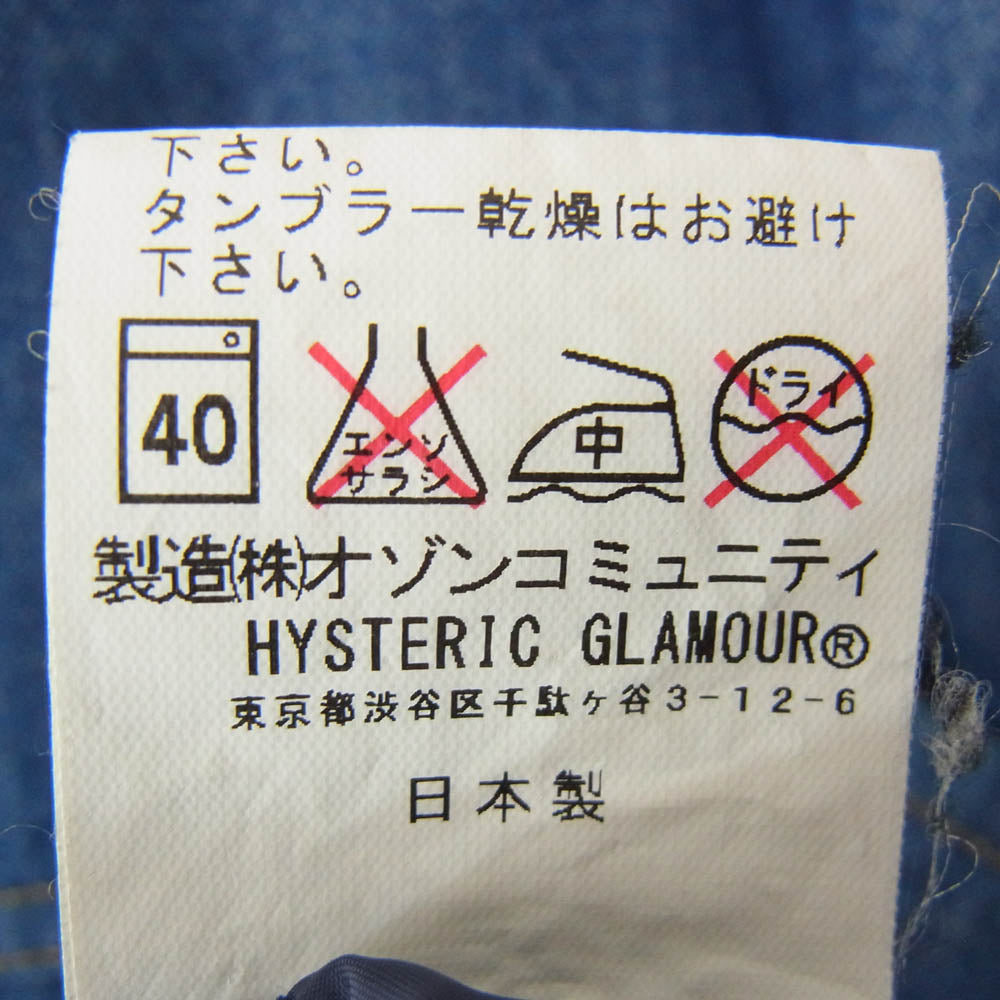 下さい。
タンブラー乾燥はお避け
下さい。
40
エンソ
サラシ
中
ドライ
製造(株)オゾンコミュニティ
HYSTERIC GLAMOUR®
東京都渋谷区千駄ヶ谷3-12-6
日本製